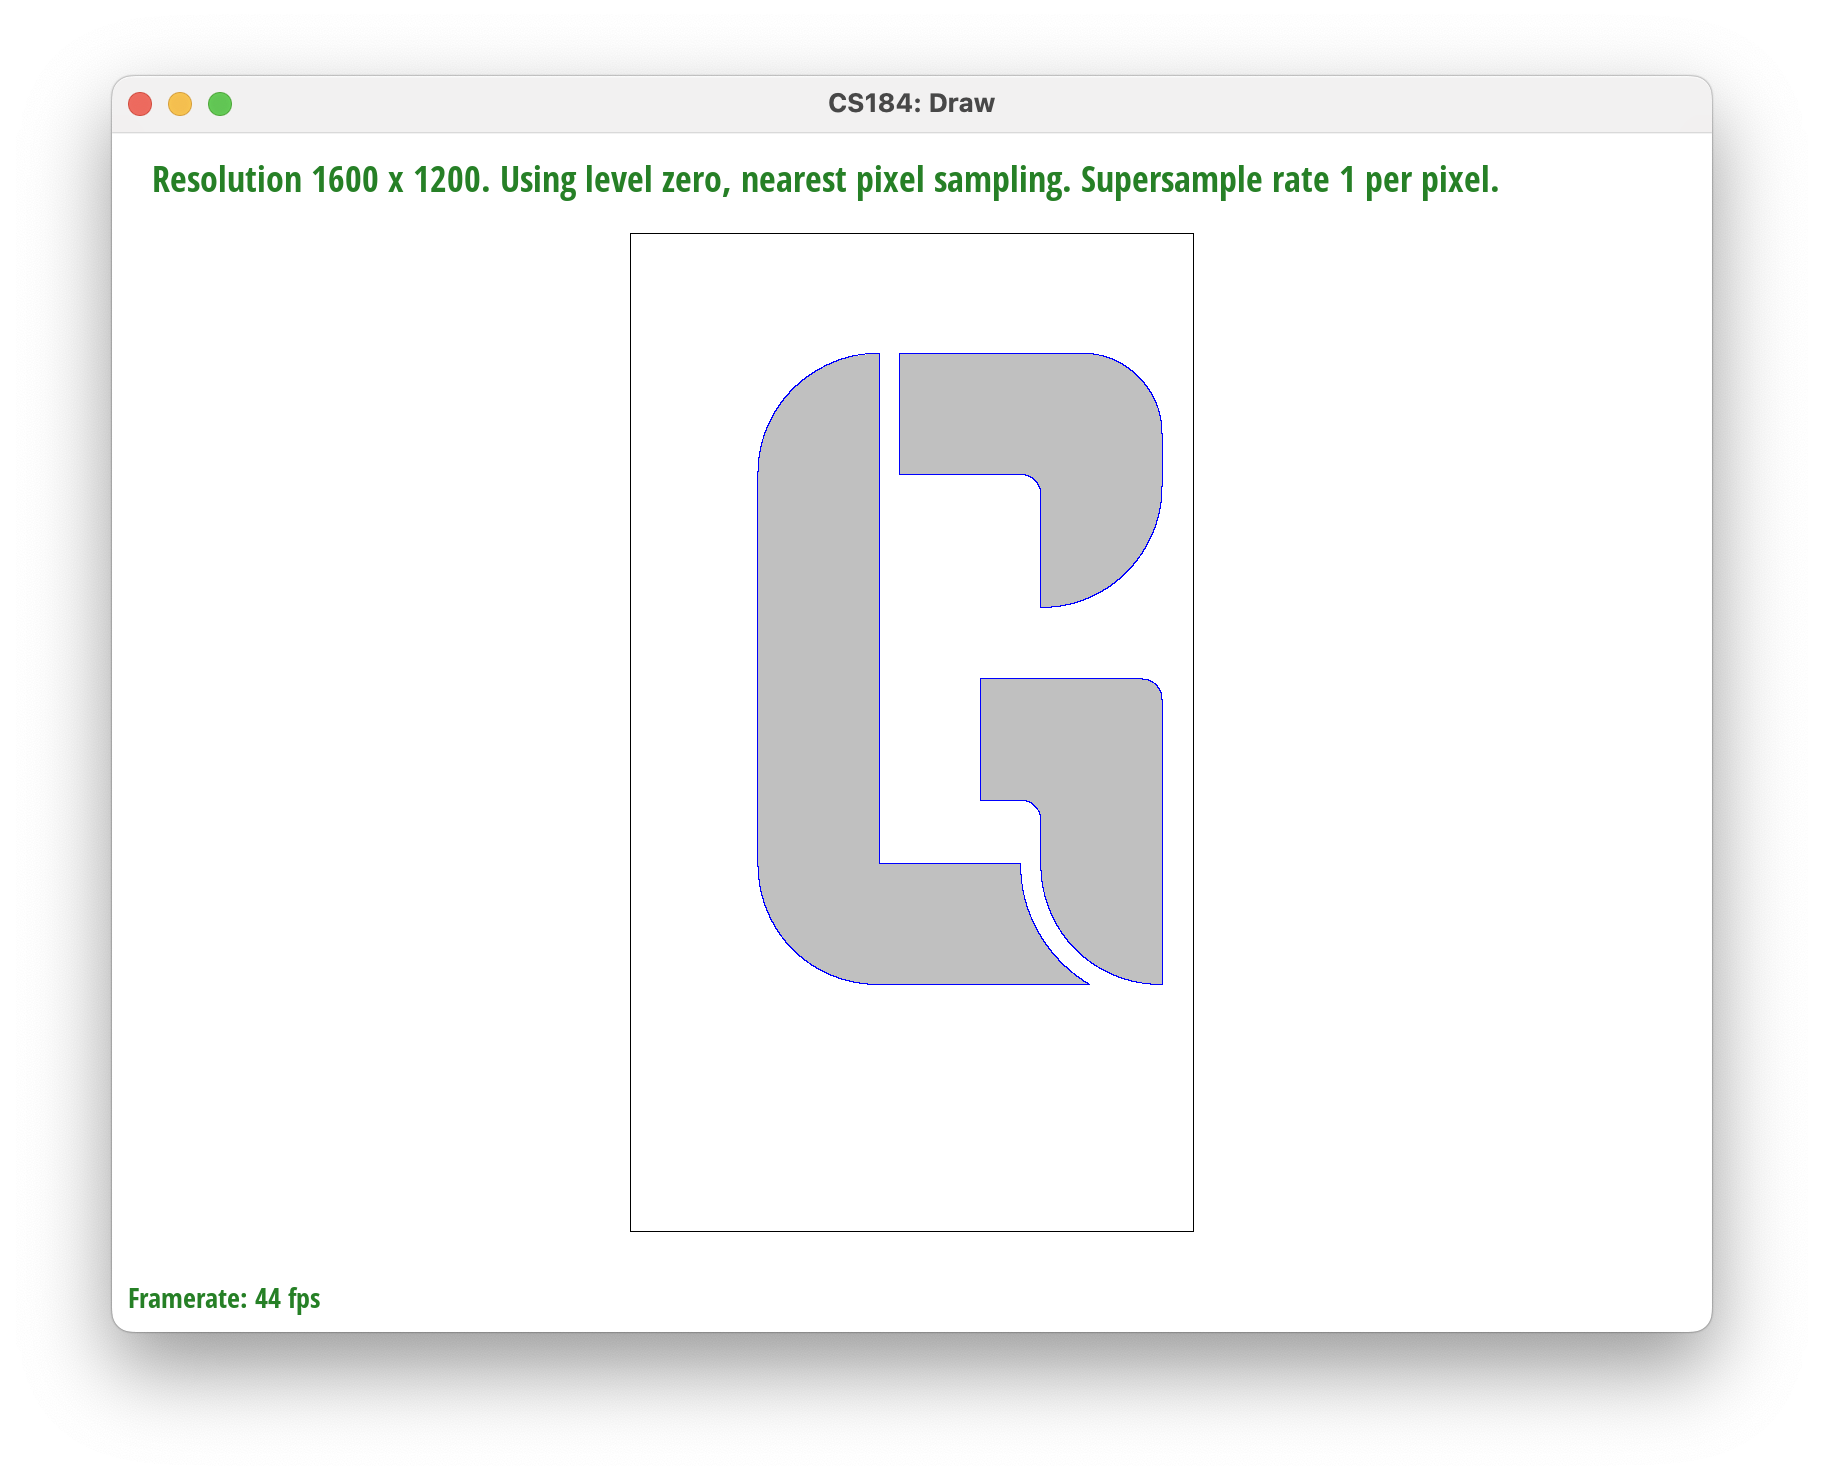 CS184: Draw
Resolution 1600 x 1200. Using level zero, nearest pixel sampling. Supersample rate 1 per pixel.
G
Framerate: 44 fps